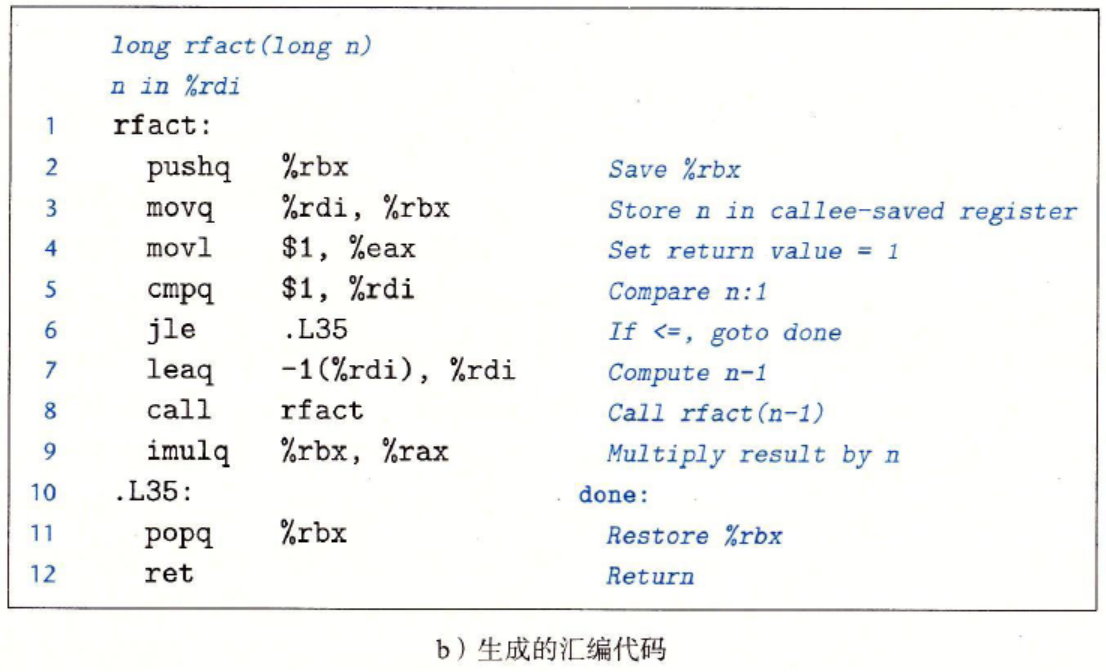 long rfact(long n)
n in %rdi
1 rfact:
2 pushq %rbx Save %rbx
3 movq %rdi, %rbx Store n in callee-saved register
4 movl $1, %eax Set return value = 1
5 cmpq $1, %rdi Compare n:1
6 jle .L35 If <=, goto done
7 leaq -1(%rdi), %rdi Compute n-1
8 call rfact Call rfact(n-1)
9 imulq %rbx, %rax Multiply result by n
10 .L35: done:
11 popq %rbx Restore %rbx
12 ret Return
b）生成的汇编代码